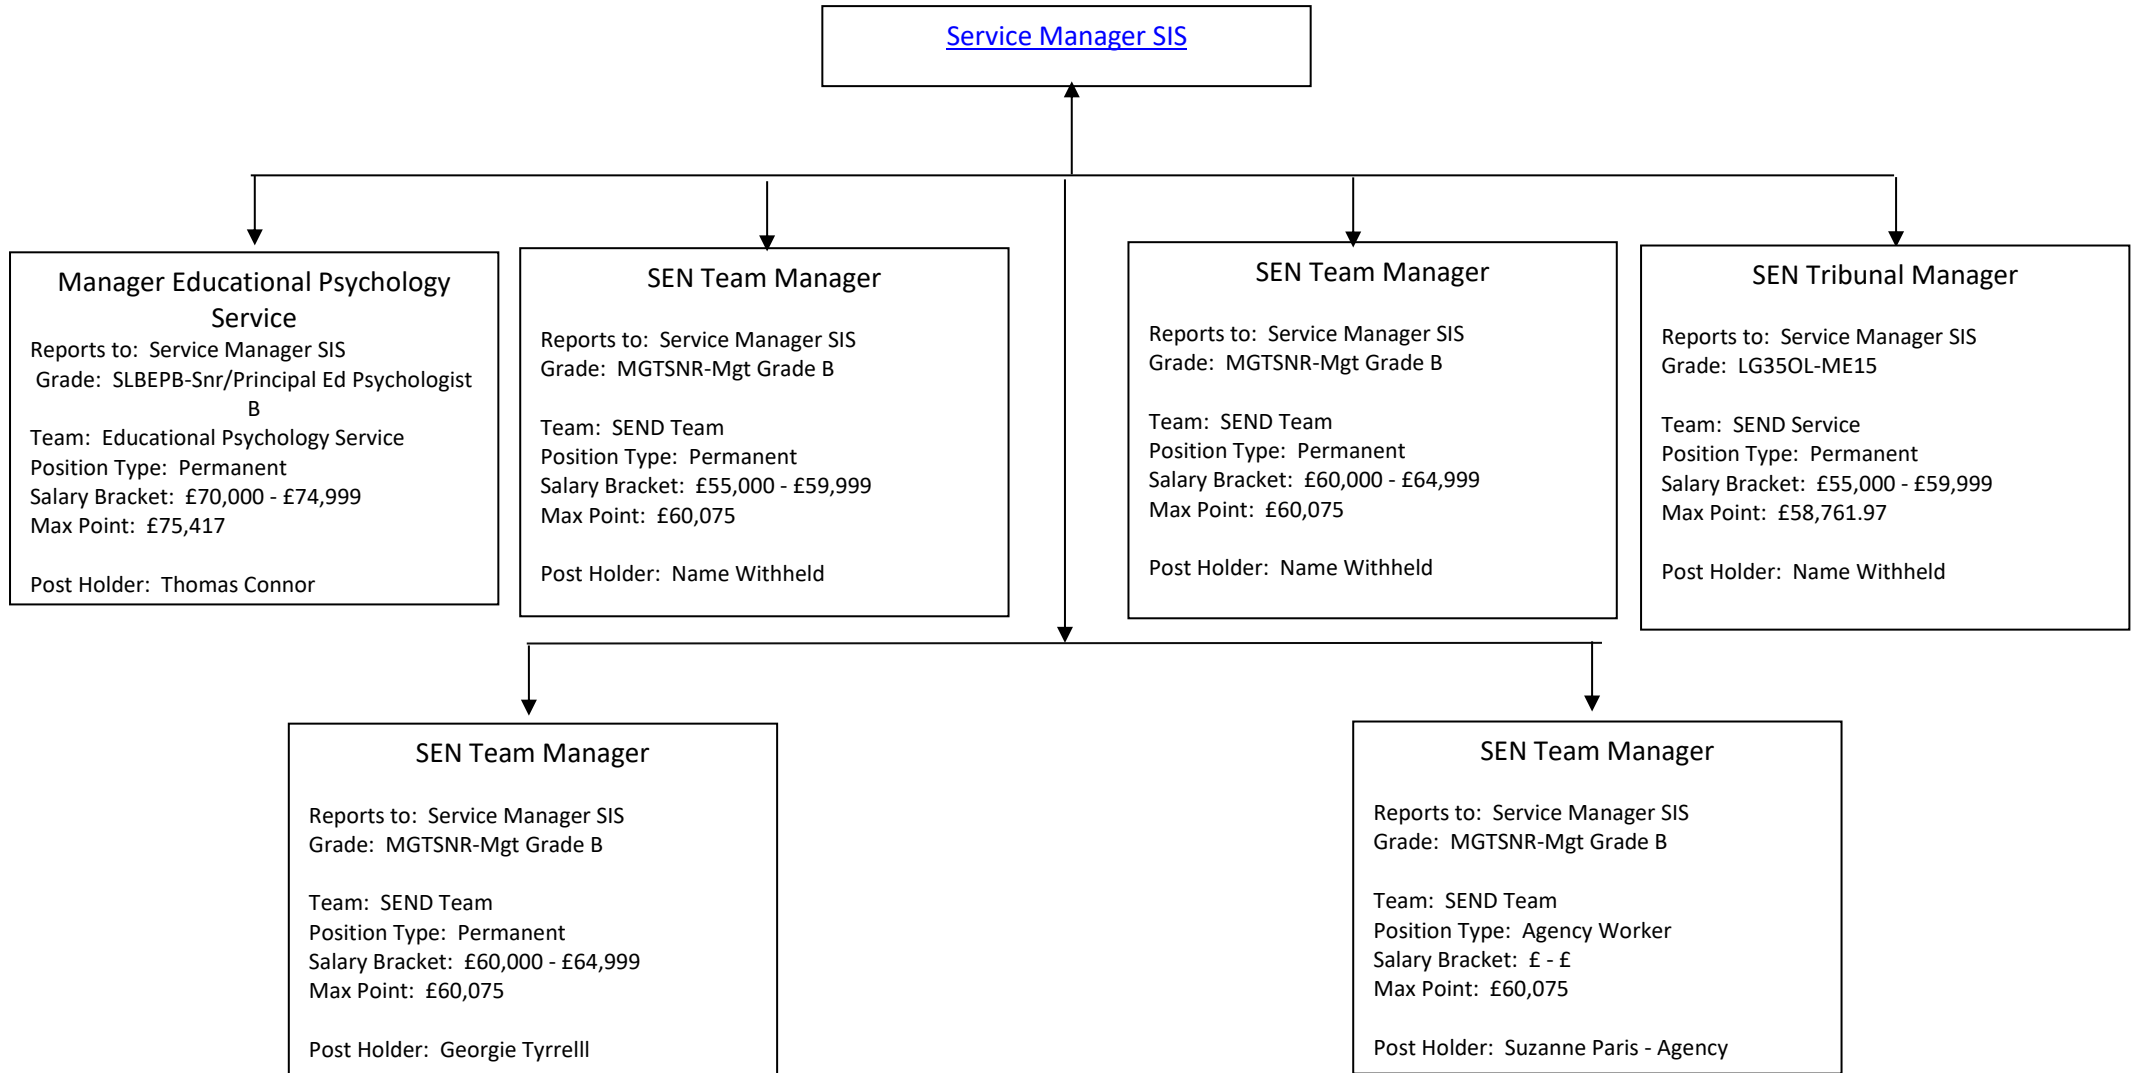 Service Manager SIS
Manager Educational Psychology
Service
Reports to: Service Manager SIS
Grade: SLBEPB-Snr/Principal Ed Psychologist
B
Team: Educational Psychology Service
Position Type: Permanent
Salary Bracket: £70,000 - £74,999
Max Point: £75,417
Post Holder: Thomas Connor
SEN Team Manager
Reports to: Service Manager SIS
Grade: MGTSNR-Mgt Grade B
Team: SEND Team
Position Type: Permanent
Salary Bracket: £55,000 - £59,999
Max Point: £60,075
Post Holder: Name Withheld
SEN Team Manager
Reports to: Service Manager SIS
Grade: MGTSNR-Mgt Grade B
Team: SEND Team
Position Type: Permanent
Salary Bracket: £60,000 - £64,999
Max Point: £60,075
Post Holder: Name Withheld
SEN Tribunal Manager
Reports to: Service Manager SIS
Grade: LG35OL-ME15
Team: SEND Service
Position Type: Permanent
Salary Bracket: £55,000 - £59,999
Max Point: £58,761.97
Post Holder: Name Withheld
SEN Team Manager
Reports to: Service Manager SIS
Grade: MGTSNR-Mgt Grade B
Team: SEND Team
Position Type: Permanent
Salary Bracket: £60,000 - £64,999
Max Point: £60,075
Post Holder: Georgie Tyrrelll
SEN Team Manager
Reports to: Service Manager SIS
Grade: MGTSNR-Mgt Grade B
Team: SEND Team
Position Type: Agency Worker
Salary Bracket: £ - £
Max Point: £60,075
Post Holder: Suzanne Paris - Agency